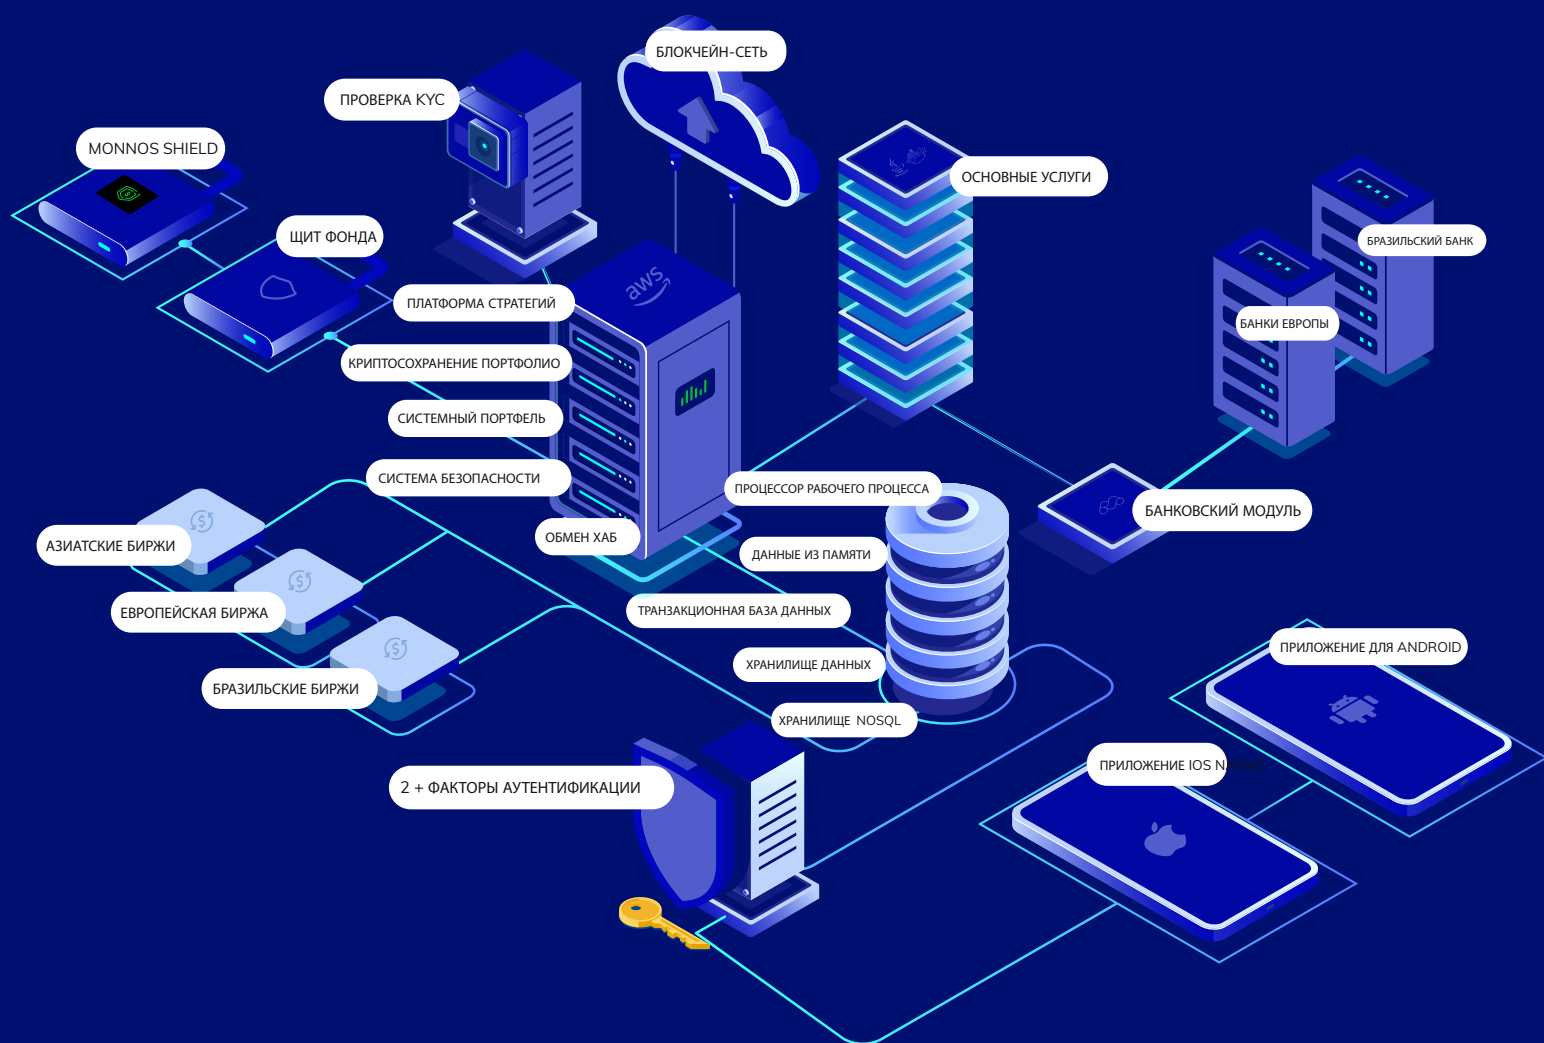 БЛОКЧЕЙН-СЕТЬ
ПРОВЕРКА KYC
MONNOS SHIELD
ОСНОВНЫЕ УСЛУГИ
ЩИТ ФОНДА
БРАЗИЛЬСКИЙ БАНК
aws
ПЛАТФОРМА СТРАТЕГИЙ
БАНКИ ЕВРОПЫ
КРИПТОСОХРАНЕНИЕ ПОРТФОЛИО
СИСТЕМНЫЙ ПОРТФЕЛЬ
СИСТЕМА БЕЗОПАСНОСТИ
ПРОЦЕССОР РАБОЧЕГО ПРОЦЕССА
БАНКОВСКИЙ МОДУЛЬ
ОБМЕН ХАБ
АЗИАТСКИЕ БИРЖИ
ДАННЫЕ ИЗ ПАМЯТИ
ЕВРОПЕЙСКАЯ БИРЖА
ТРАНЗАКЦИОННАЯ БАЗА ДАННЫХ
ПРИЛОЖЕНИЕ ДЛЯ ANDROID
ХРАНИЛИЩЕ ДАННЫХ
БРАЗИЛЬСКИЕ БИРЖИ
ХРАНИЛИЩЕ NOSQL
ПРИЛОЖЕНИЕ IOS
2 + ФАКТОРЫ АУТЕНТИФИКАЦИИ